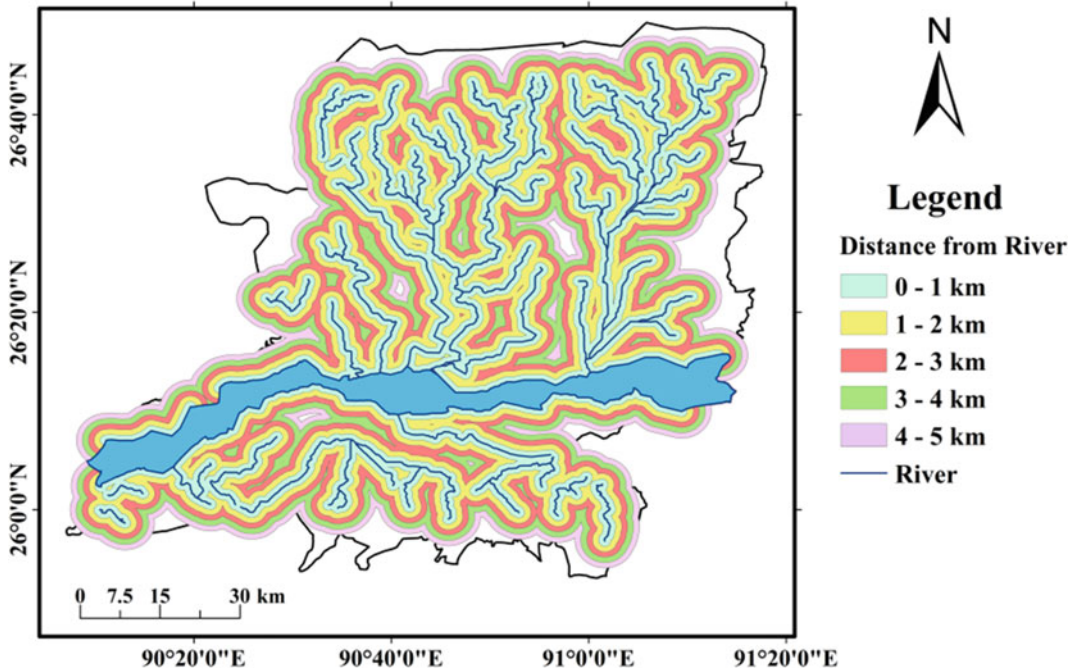 N
26°40'0"N
26°20'0"N
26°0'0"N
Legend
Distance from River
0 - 1 km
1 - 2 km
2 - 3 km
3 - 4 km
4 - 5 km
River
0 7.5 15 30 km
90°20'0"E 90°40'0"E 91°0'0"E 91°20'0"E